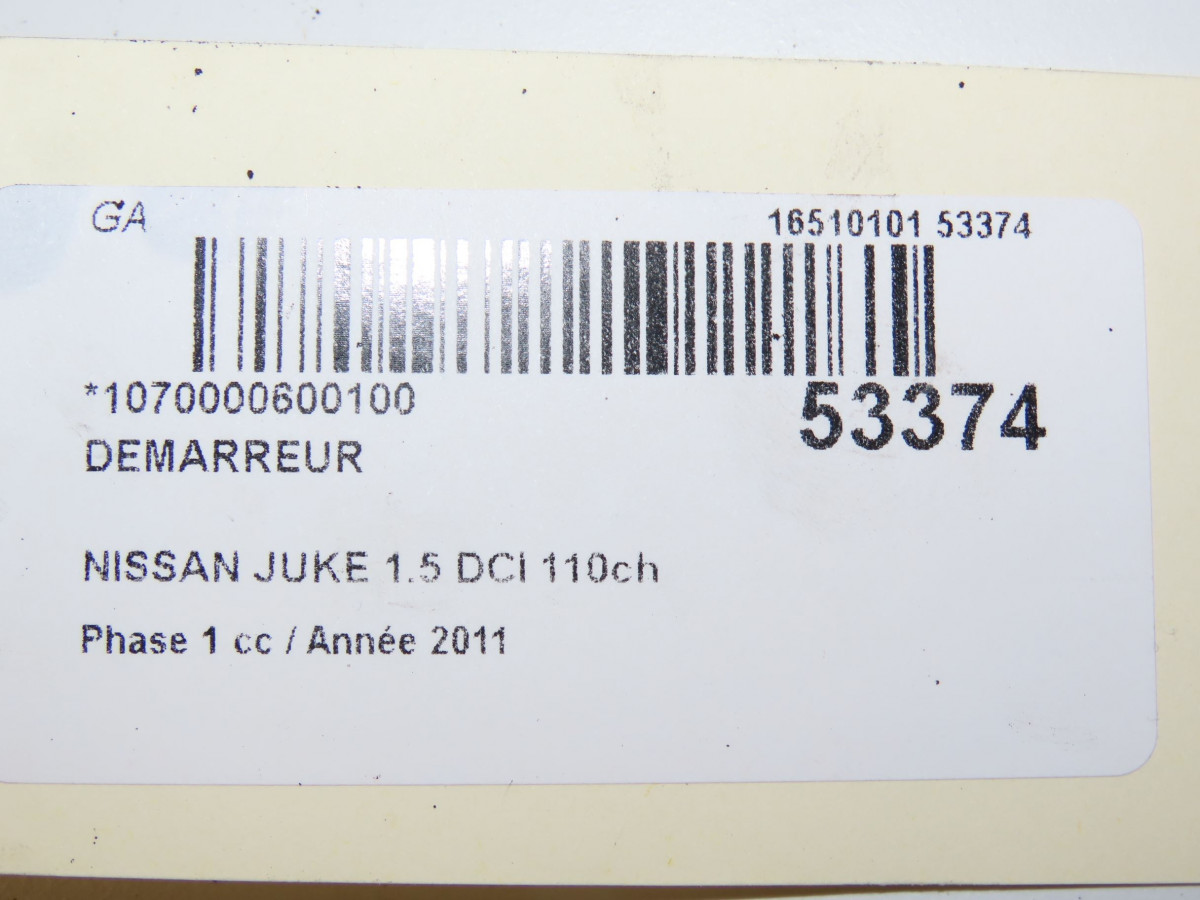 GA 16510101 53374
*1070000600100
53374
DEMARREUR
NISSAN JUKE 1.5 DCI 110ch
Phase 1 cc / Année 2011